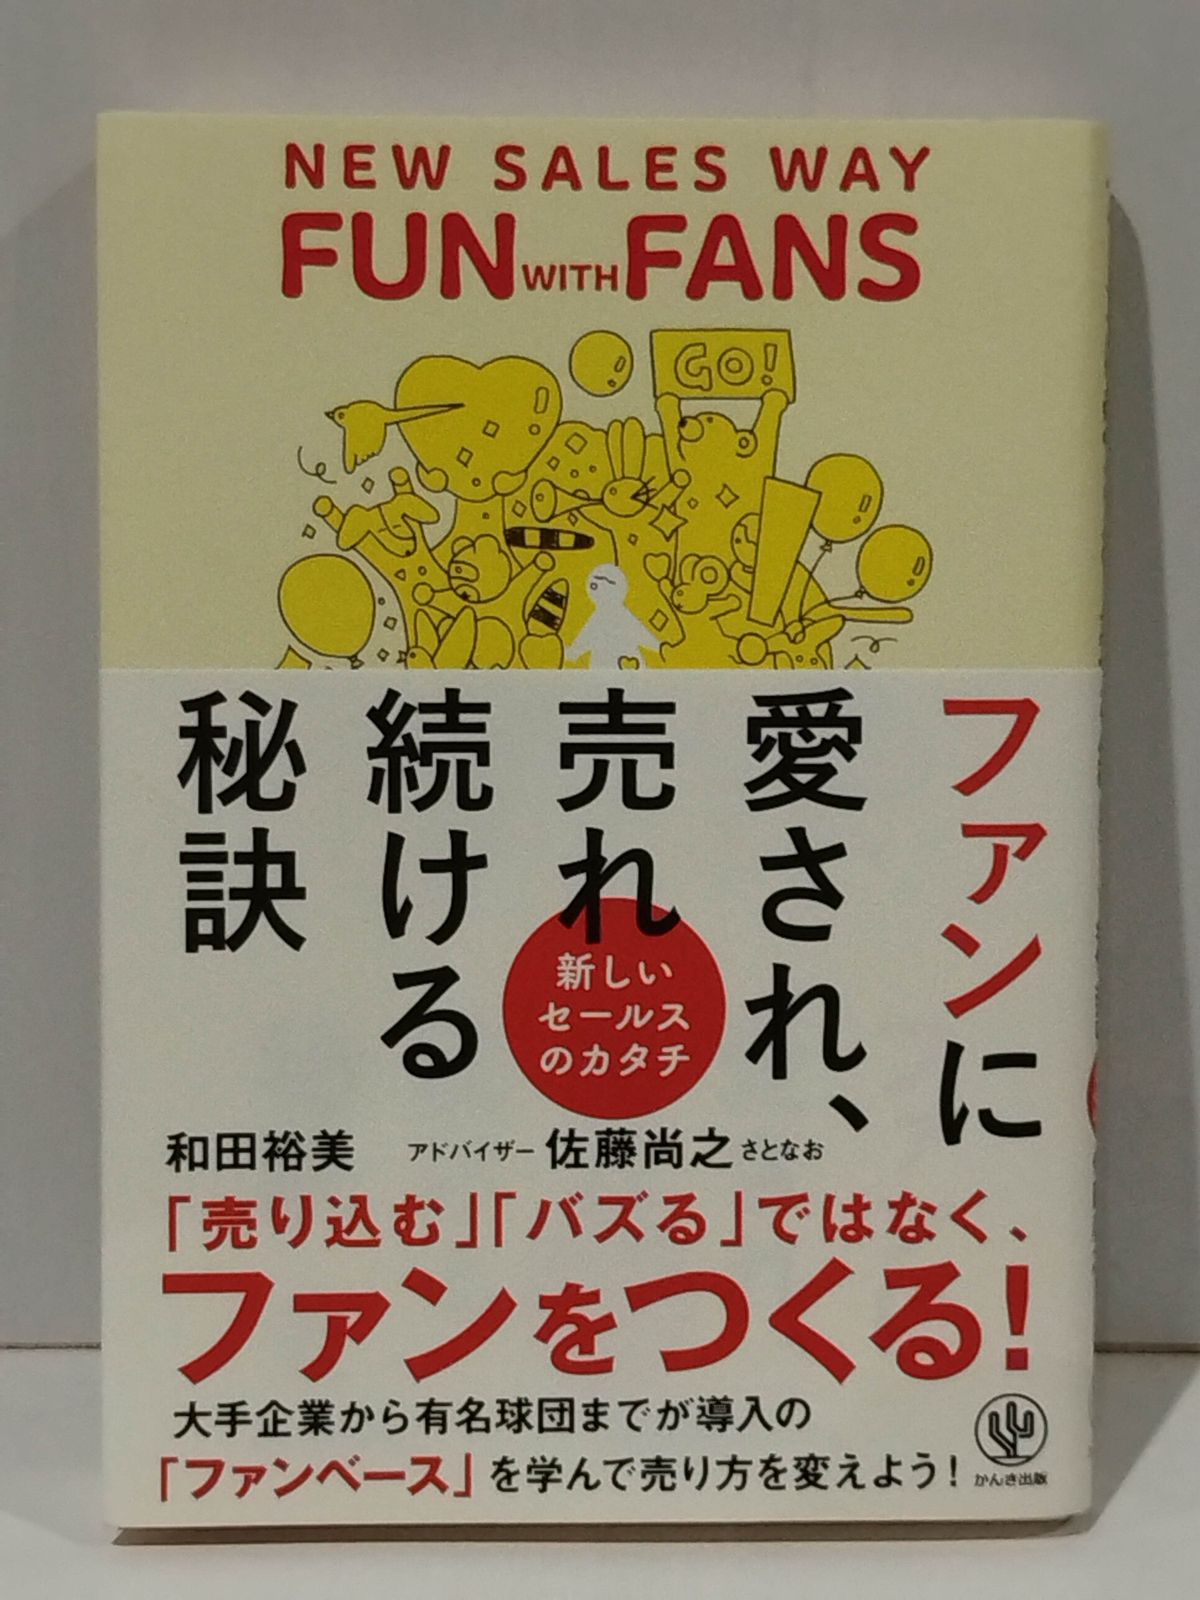 NEW SALES WAY
FUN WITH FANS
GO!
ファンに
愛され、
売れ
続ける
秘訣
新しい
セールス
のカタチ
和田裕美 アドバイザー 佐藤尚之 さとなお
「売り込む」「バズる」ではなく、
ファンをつくる!
大手企業から有名球団までが導入の
「ファンベース」を学んで売り方を変えよう!
かんき出版